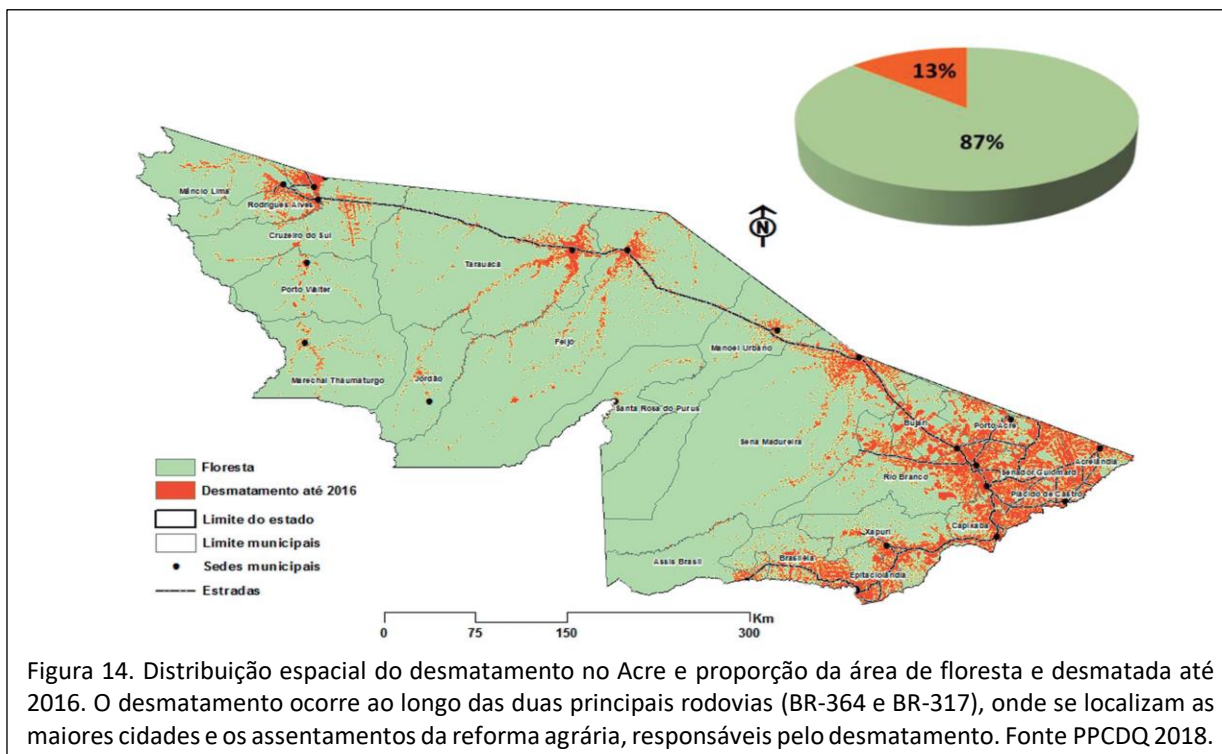 13%
87%
N
Mâncio Lima
Rodrigues Alves
Cruzeiro do Sul
Porto Walter
Marechal Thaumaturgo
Tarauacá
Jordão
Feijo
Santa Rosa do Purus
Manoel Urbano
Sena Madureira
Bujari
Porto Acre
Acrelândia
Senador Guiomard
Rio Branco
Plácido de Castro
Capixaba
Xapuri
Assis Brasil
Brasiléia
Epitaciolândia
Floresta
Desmatamento até 2016
Limite do estado
Limite municipais
Sedes municipais
Estradas
Km
0 75 150 300
Figura 14. Distribuição espacial do desmatamento no Acre e proporção da área de floresta e desmatada até
2016. O desmatamento ocorre ao longo das duas principais rodovias (BR-364 e BR-317), onde se localizam as
maiores cidades e os assentamentos da reforma agrária, responsáveis pelo desmatamento. Fonte PPCDQ 2018.